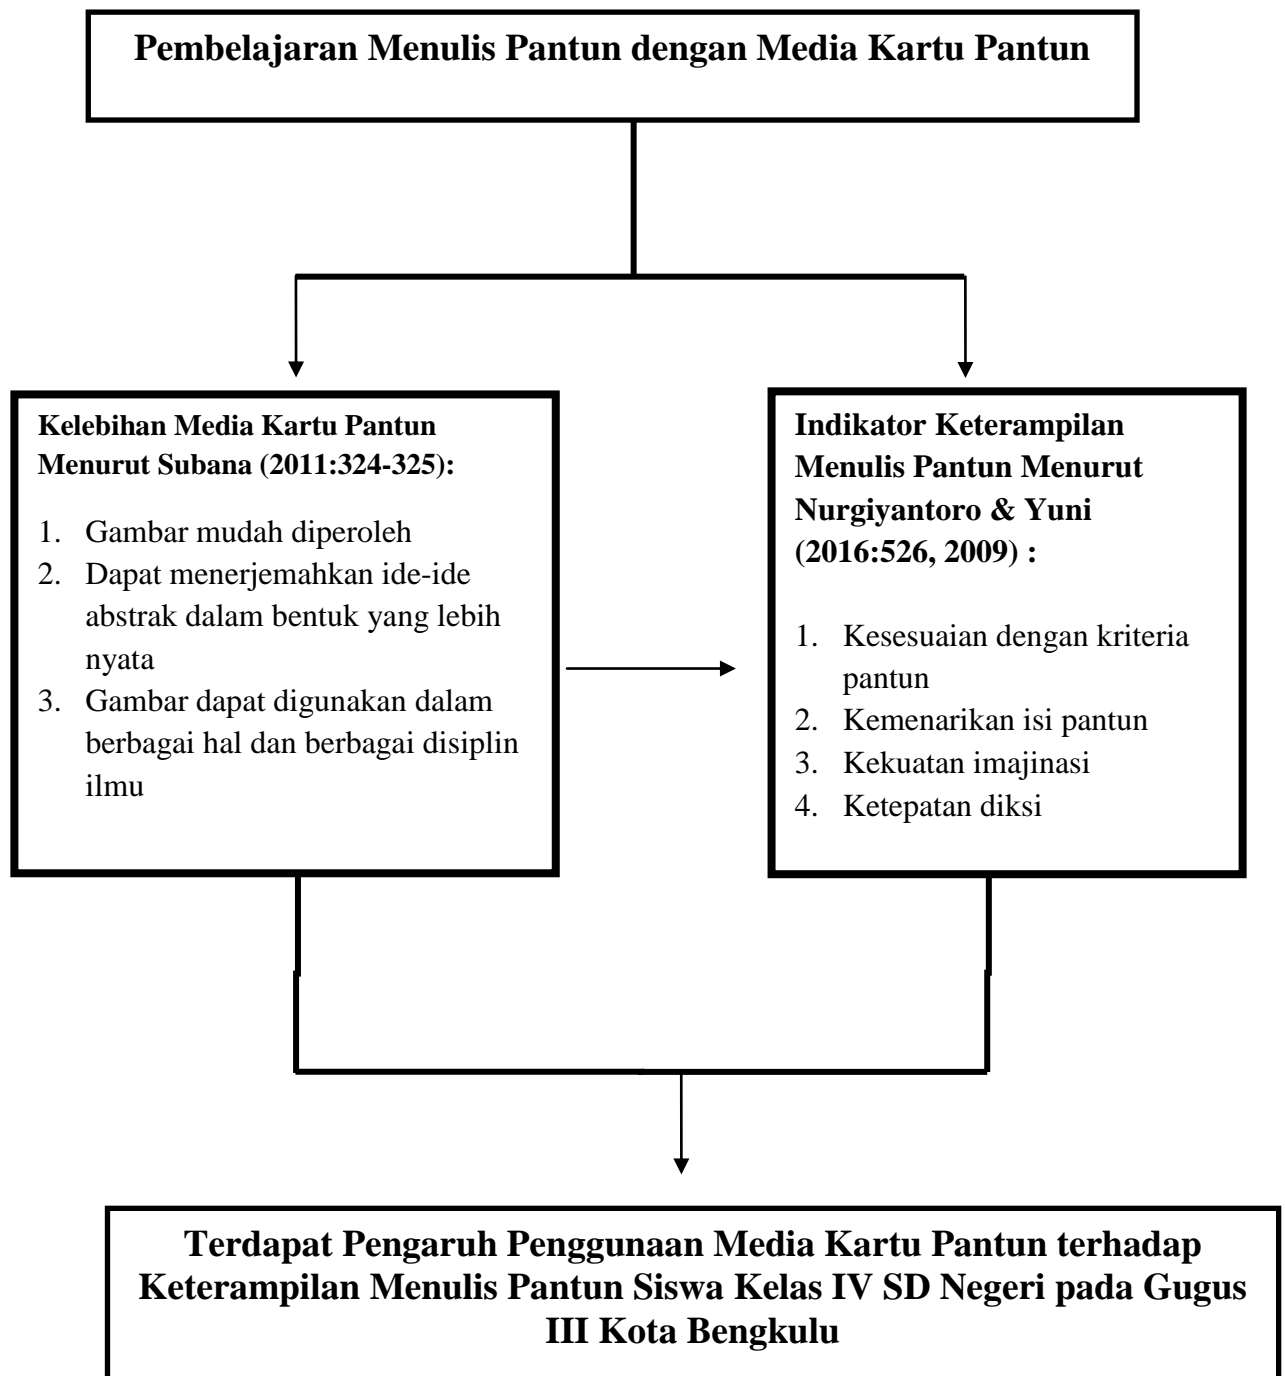 Pembelajaran Menulis Pantun dengan Media Kartu Pantun
Kelebihan Media Kartu Pantun
Menurut Subana (2011:324-325):
1. Gambar mudah diperoleh
2. Dapat menerjemahkan ide-ide
abstrak dalam bentuk yang lebih
nyata
3. Gambar dapat digunakan dalam
berbagai hal dan berbagai disiplin
ilmu
Indikator Keterampilan
Menulis Pantun Menurut
Nurgiyantoro & Yuni
(2016:526, 2009) :
1. Kesesuaian dengan kriteria
pantun
2. Kemenarikan isi pantun
3. Kekuatan imajinasi
4. Ketepatan diksi
Terdapat Pengaruh Penggunaan Media Kartu Pantun terhadap
Keterampilan Menulis Pantun Siswa Kelas IV SD Negeri pada Gugus
III Kota Bengkulu